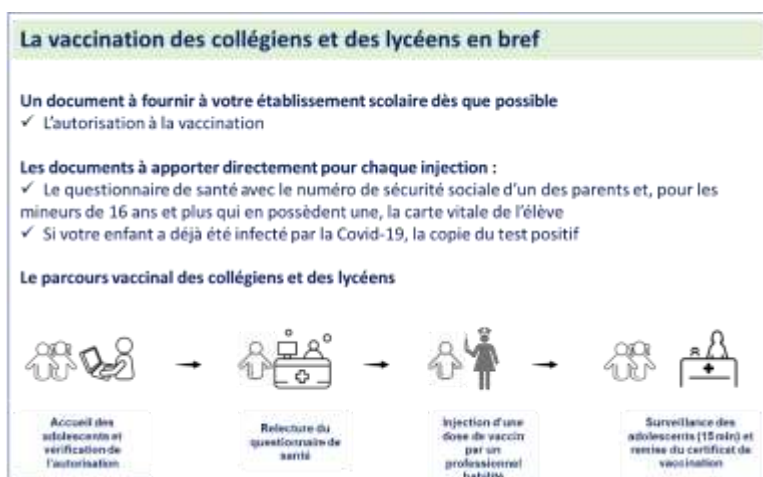 La vaccination des collégiens et des lycéens en bref
Un document à fournir à votre établissement scolaire dès que possible
✓ L'autorisation à la vaccination
Les documents à apporter directement pour chaque injection :
✓ Le questionnaire de santé avec le numéro de sécurité sociale d'un des parents et, pour les
mineurs de 16 ans et plus qui en possèdent une, la carte vitale de l'élève
✓ Si votre enfant a déjà été infecté par la Covid-19, la copie du test positif
Le parcours vaccinal des collégiens et des lycéens
Accueil des
adolescents et
vérification de
l'autorisation
Relecture du
questionnaire de
santé
Injection d'une
dose de vaccin
par un
professionnel
habilité
Surveillance des
adolescents (15 min) et
remise du certificat de
vaccination